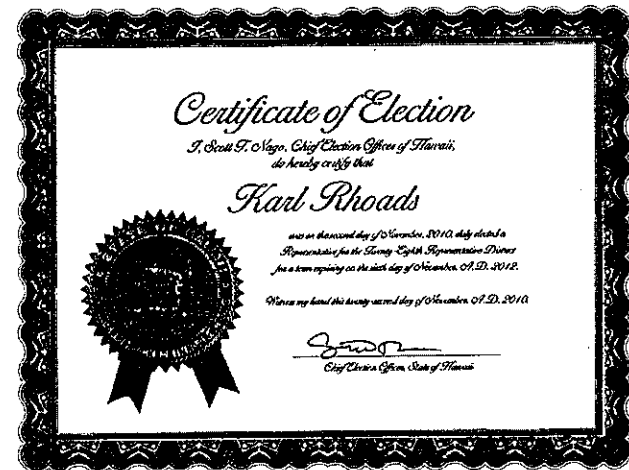 Certificate of Election
I, Scott T. Nago, Chief Election Officer of Hawaii,
do hereby certify that
Karl Rhoads
was on the second day of November, 2010, duly elected a
Representative for the Twenty-Eighth Representative District
for a term expiring on the sixth day of November, A.D. 2012.
Witness my hand this twenty-second day of November, A.D. 2010.
Chief Election Officer, State of Hawaii